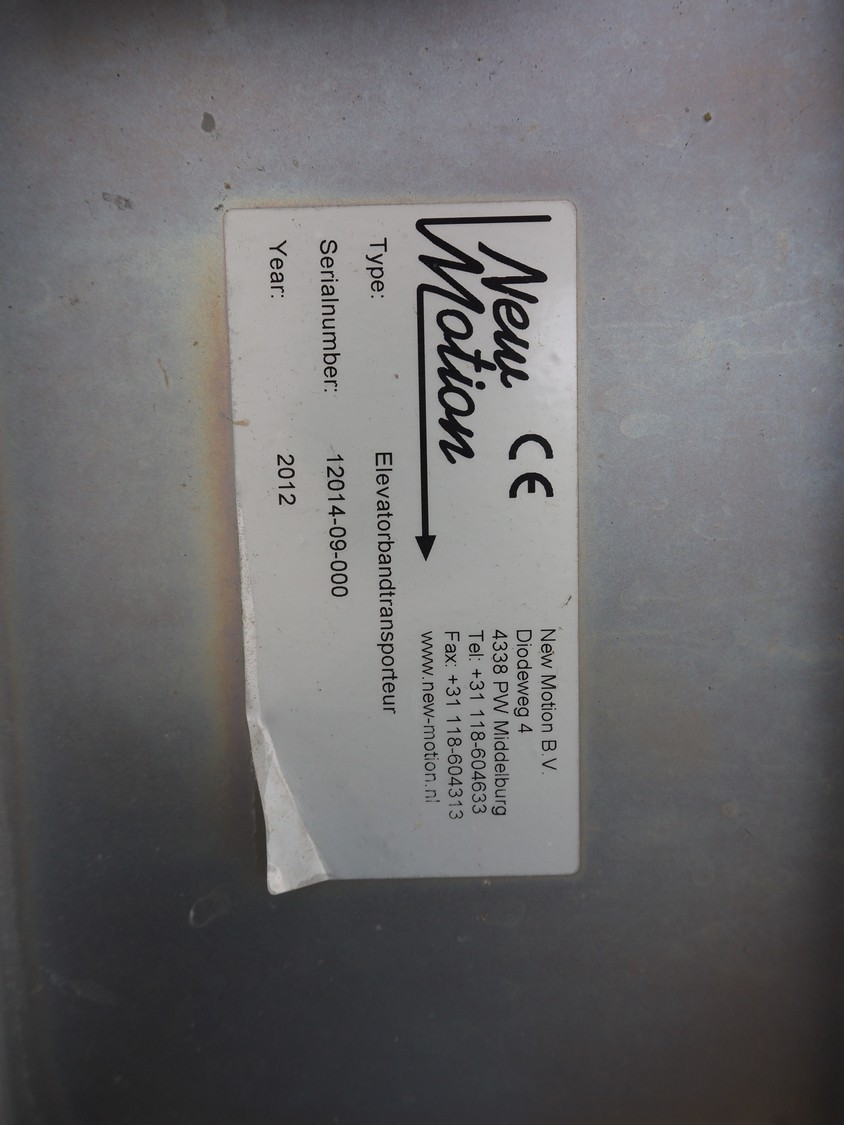 New
Motion
CE
New Motion B.V.
Diodeweg 4
4338 PW Middelburg
Tel: +31 118-604633
Fax: +31 118-604313
www.new-motion.nl
Type: Elevatorbandtransporteur
Serialnumber: 12014-09-000
Year: 2012